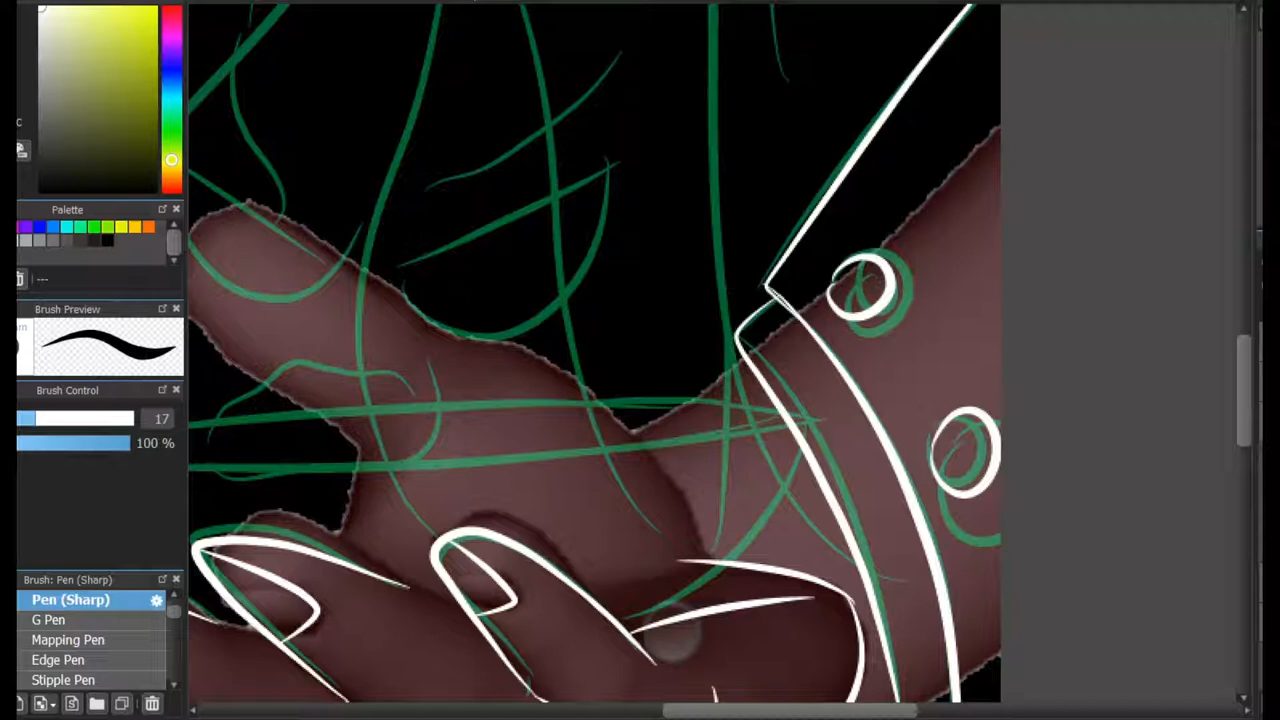 c
Palette
---
Brush Preview
Brush Control
17
100 %
Brush: Pen (Sharp)
Pen (Sharp)
G Pen
Mapping Pen
Edge Pen
Stipple Pen